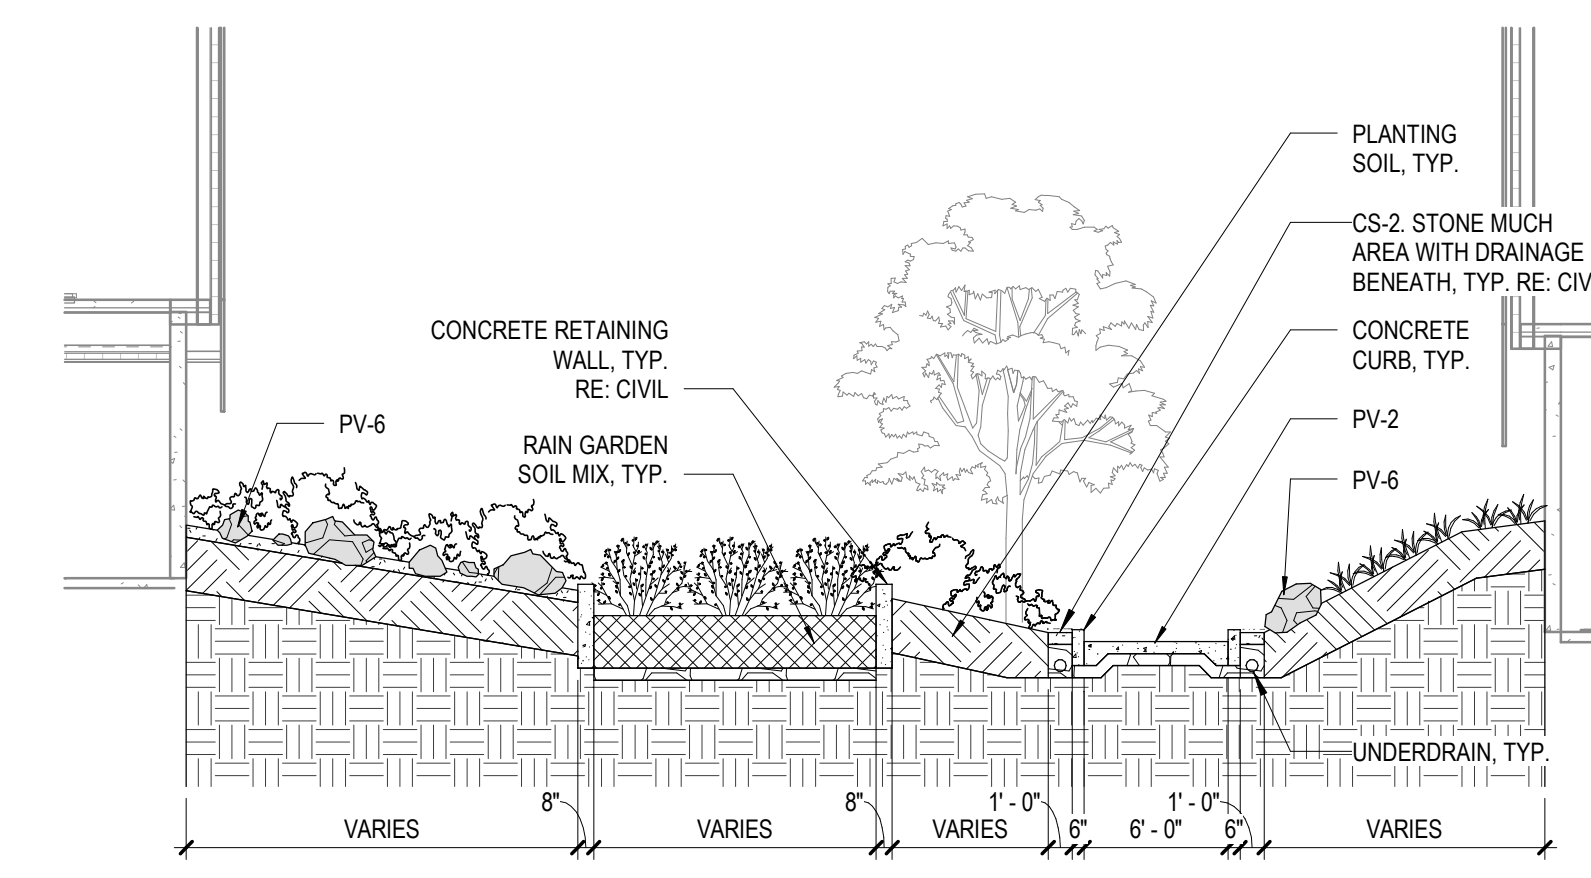 PLANTING
SOIL, TYP.
CS-2. STONE MUCH
AREA WITH DRAINAGE
BENEATH, TYP. RE: CIV
CONCRETE RETAINING
WALL, TYP.
RE: CIVIL
CONCRETE
CURB, TYP.
PV-6
PV-2
RAIN GARDEN
SOIL MIX, TYP.
PV-6
UNDERDRAIN, TYP.
8"
8"
1' - 0"
1' - 0"
VARIES
VARIES
VARIES
6"
6' - 0"
6"
VARIES